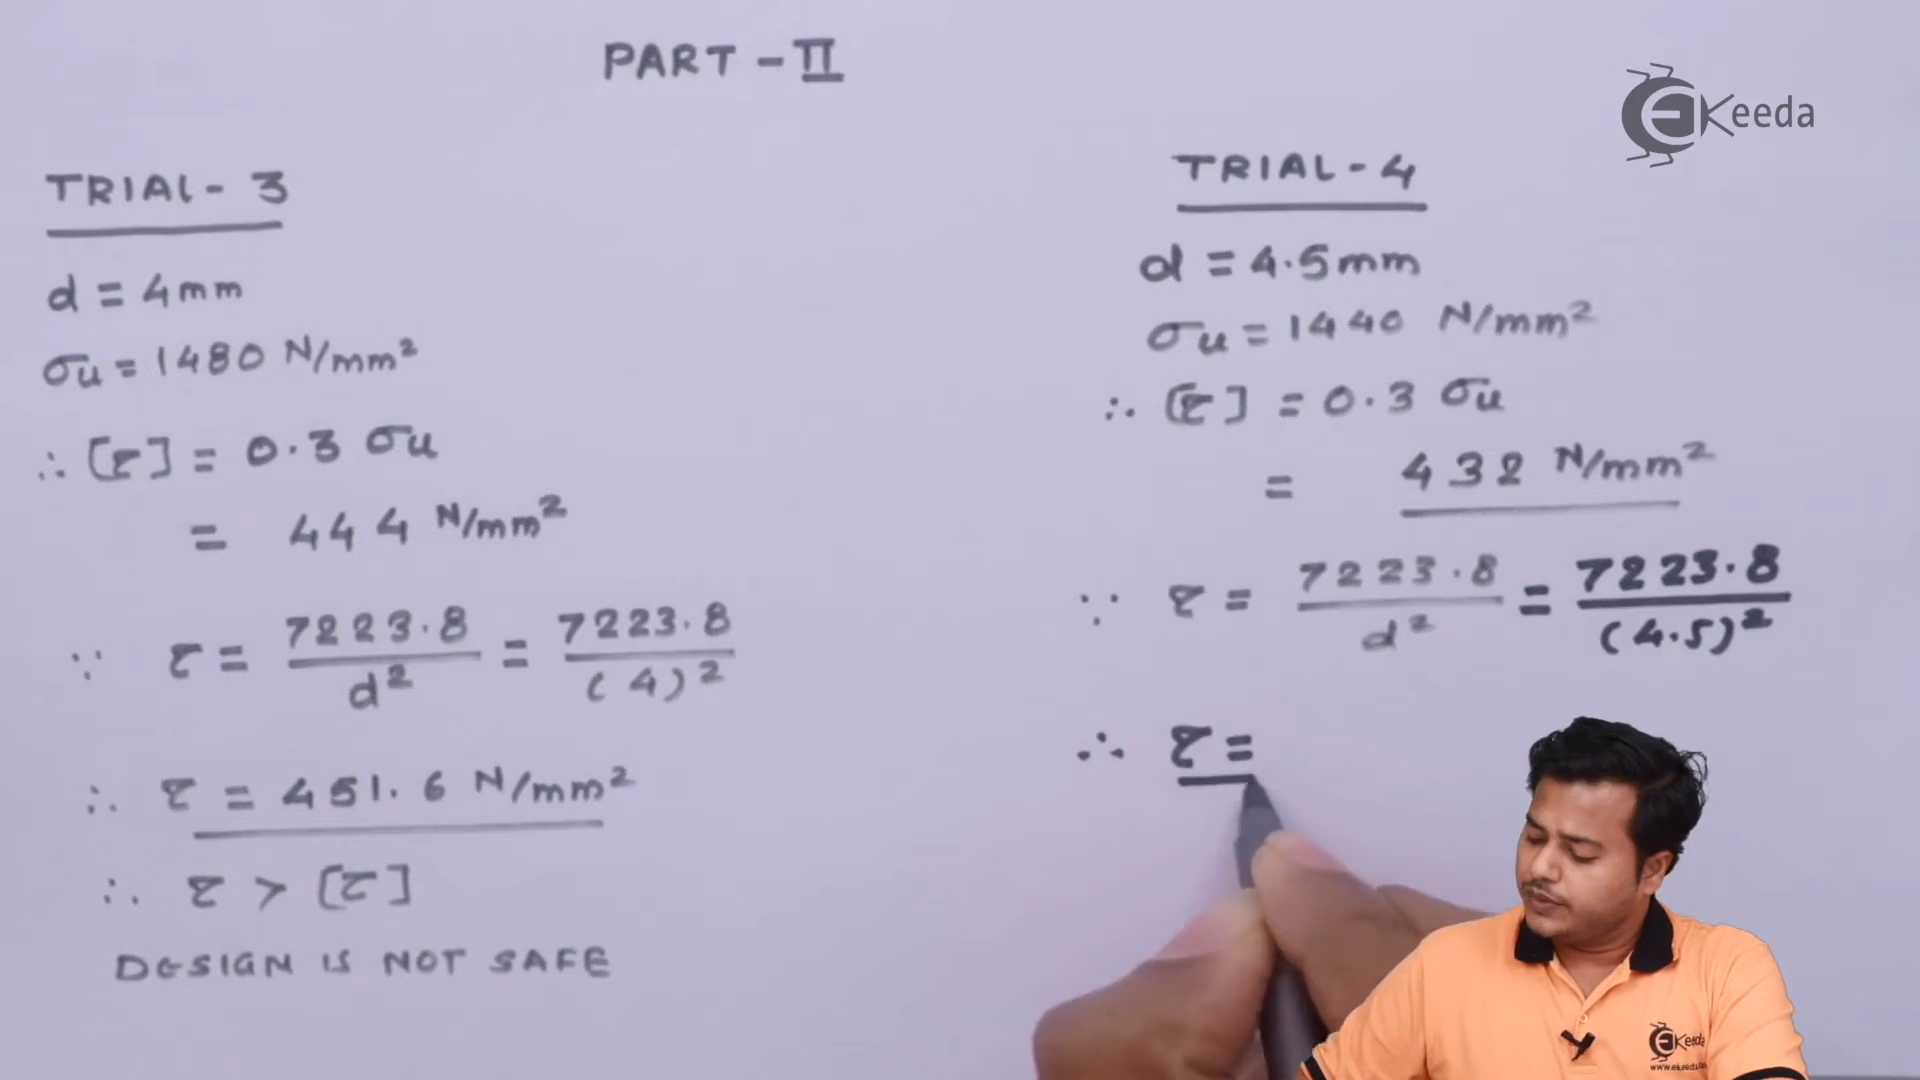 PART - II
EKeeda
TRIAL - 3
d = 4mm
σu = 1480 N/mm²
∴ [τ] = 0.3 σu
= 444 N/mm²
∵ τ = 7223.8/d² = 7223.8/(4)²
∴ τ = 451.6 N/mm²
∴ τ > [τ]
DESIGN IS NOT SAFE
TRIAL - 4
d = 4.5mm
σu = 1440 N/mm²
∴ [τ] = 0.3 σu
= 432 N/mm²
∵ τ = 7223.8/d² = 7223.8/(4.5)²
∴ τ =
EKeeda